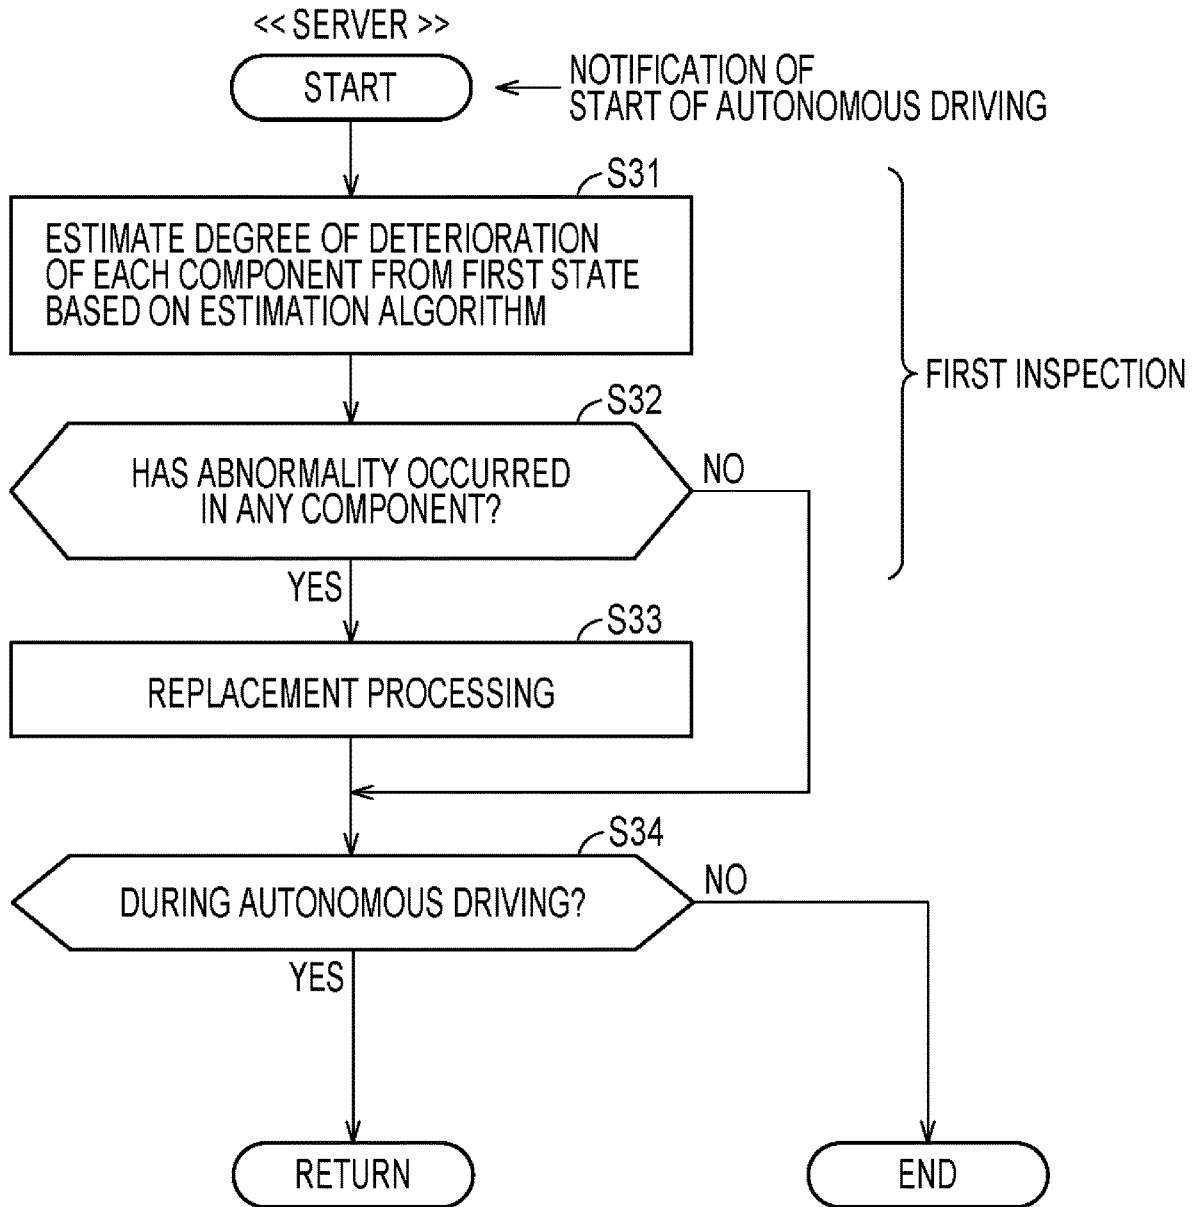 << SERVER >>
START
NOTIFICATION OF
START OF AUTONOMOUS DRIVING
S31
ESTIMATE DEGREE OF DETERIORATION
OF EACH COMPONENT FROM FIRST STATE
BASED ON ESTIMATION ALGORITHM
FIRST INSPECTION
S32
HAS ABNORMALITY OCCURRED
IN ANY COMPONENT?
NO
YES
S33
REPLACEMENT PROCESSING
S34
DURING AUTONOMOUS DRIVING?
NO
YES
RETURN
END